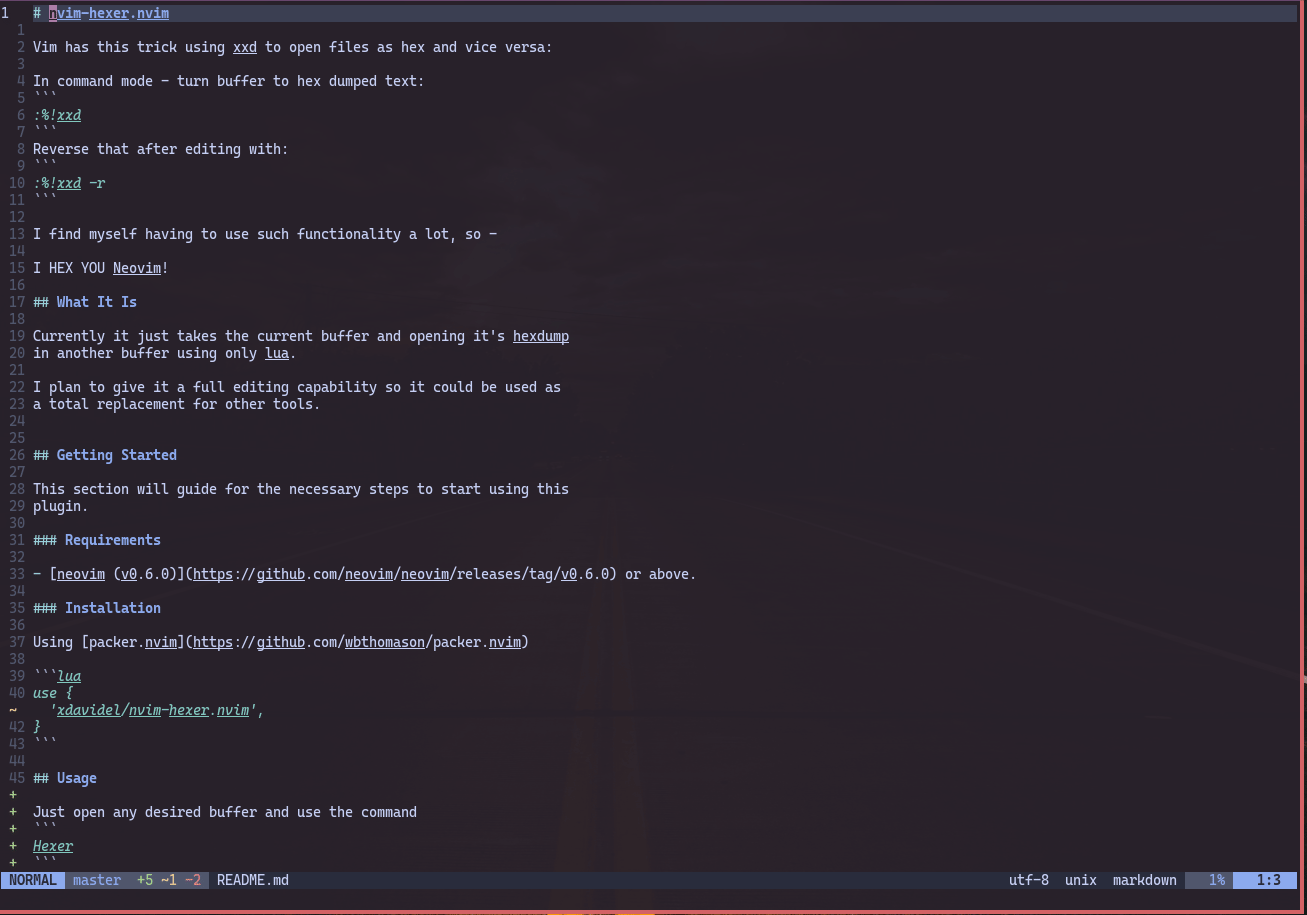 1 # nvim-hexer.nvim
1
2 Vim has this trick using xxd to open files as hex and vice versa:
3
4 In command mode - turn buffer to hex dumped text:
5 ```
6 :%!xxd
7 ```
8 Reverse that after editing with:
9 ```
10 :%!xxd -r
11 ```
12
13 I find myself having to use such functionality a lot, so -
14
15 I HEX YOU Neovim!
16
17 ## What It Is
18
19 Currently it just takes the current buffer and opening it's hexdump
20 in another buffer using only lua.
21
22 I plan to give it a full editing capability so it could be used as
23 a total replacement for other tools.
24
25
26 ## Getting Started
27
28 This section will guide for the necessary steps to start using this
29 plugin.
30
31 ### Requirements
32
33 - [neovim (v0.6.0)](https://github.com/neovim/neovim/releases/tag/v0.6.0) or above.
34
35 ### Installation
36
37 Using [packer.nvim](https://github.com/wbthomason/packer.nvim)
38
39 ```lua
40 use {
~   'xdavidel/nvim-hexer.nvim',
42 }
43 ```
44
45 ## Usage
+
+ Just open any desired buffer and use the command
+ ```
+ Hexer
+ ```
NORMAL master +5 ~1 -2 README.md utf-8 unix markdown 1% 1:3